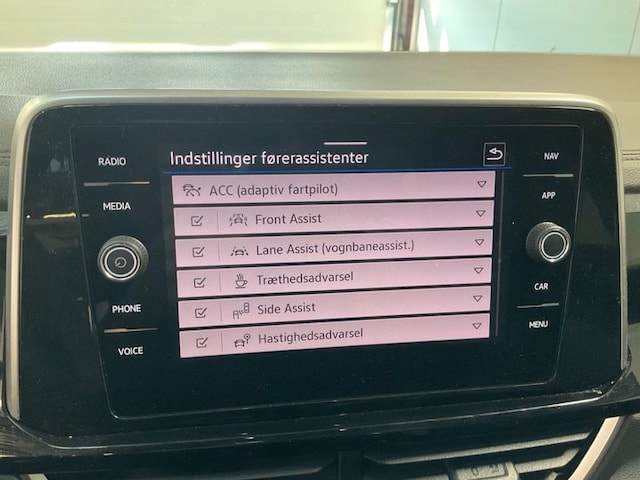 Indstillinger førerassistenter
RADIO
MEDIA
PHONE
VOICE
ACC (adaptiv fartpilot)
Front Assist
Lane Assist (vognbaneassist.)
Træthedsadvarsel
Side Assist
Hastighedsadvarsel
NAV
APP
CAR
MENU